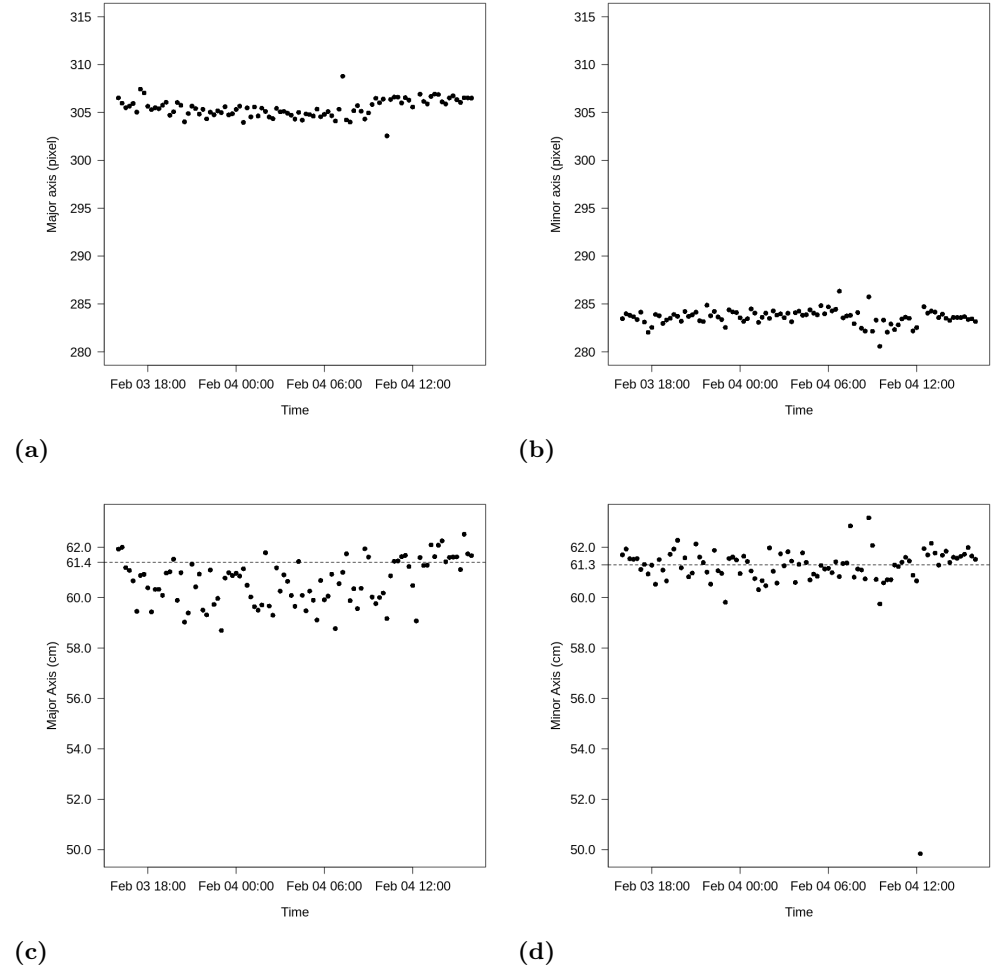 315
310
305
300
295
290
285
280
Major axis (pixel)
Feb 03 18:00 Feb 04 00:00 Feb 04 06:00 Feb 04 12:00
Time
(a)
315
310
305
300
295
290
285
280
Minor axis (pixel)
Feb 03 18:00 Feb 04 00:00 Feb 04 06:00 Feb 04 12:00
Time
(b)
62.0
61.4
60.0
58.0
56.0
54.0
52.0
50.0
Major Axis (cm)
Feb 03 18:00 Feb 04 00:00 Feb 04 06:00 Feb 04 12:00
Time
(c)
62.0
61.3
60.0
58.0
56.0
54.0
52.0
50.0
Minor Axis (cm)
Feb 03 18:00 Feb 04 00:00 Feb 04 06:00 Feb 04 12:00
Time
(d)